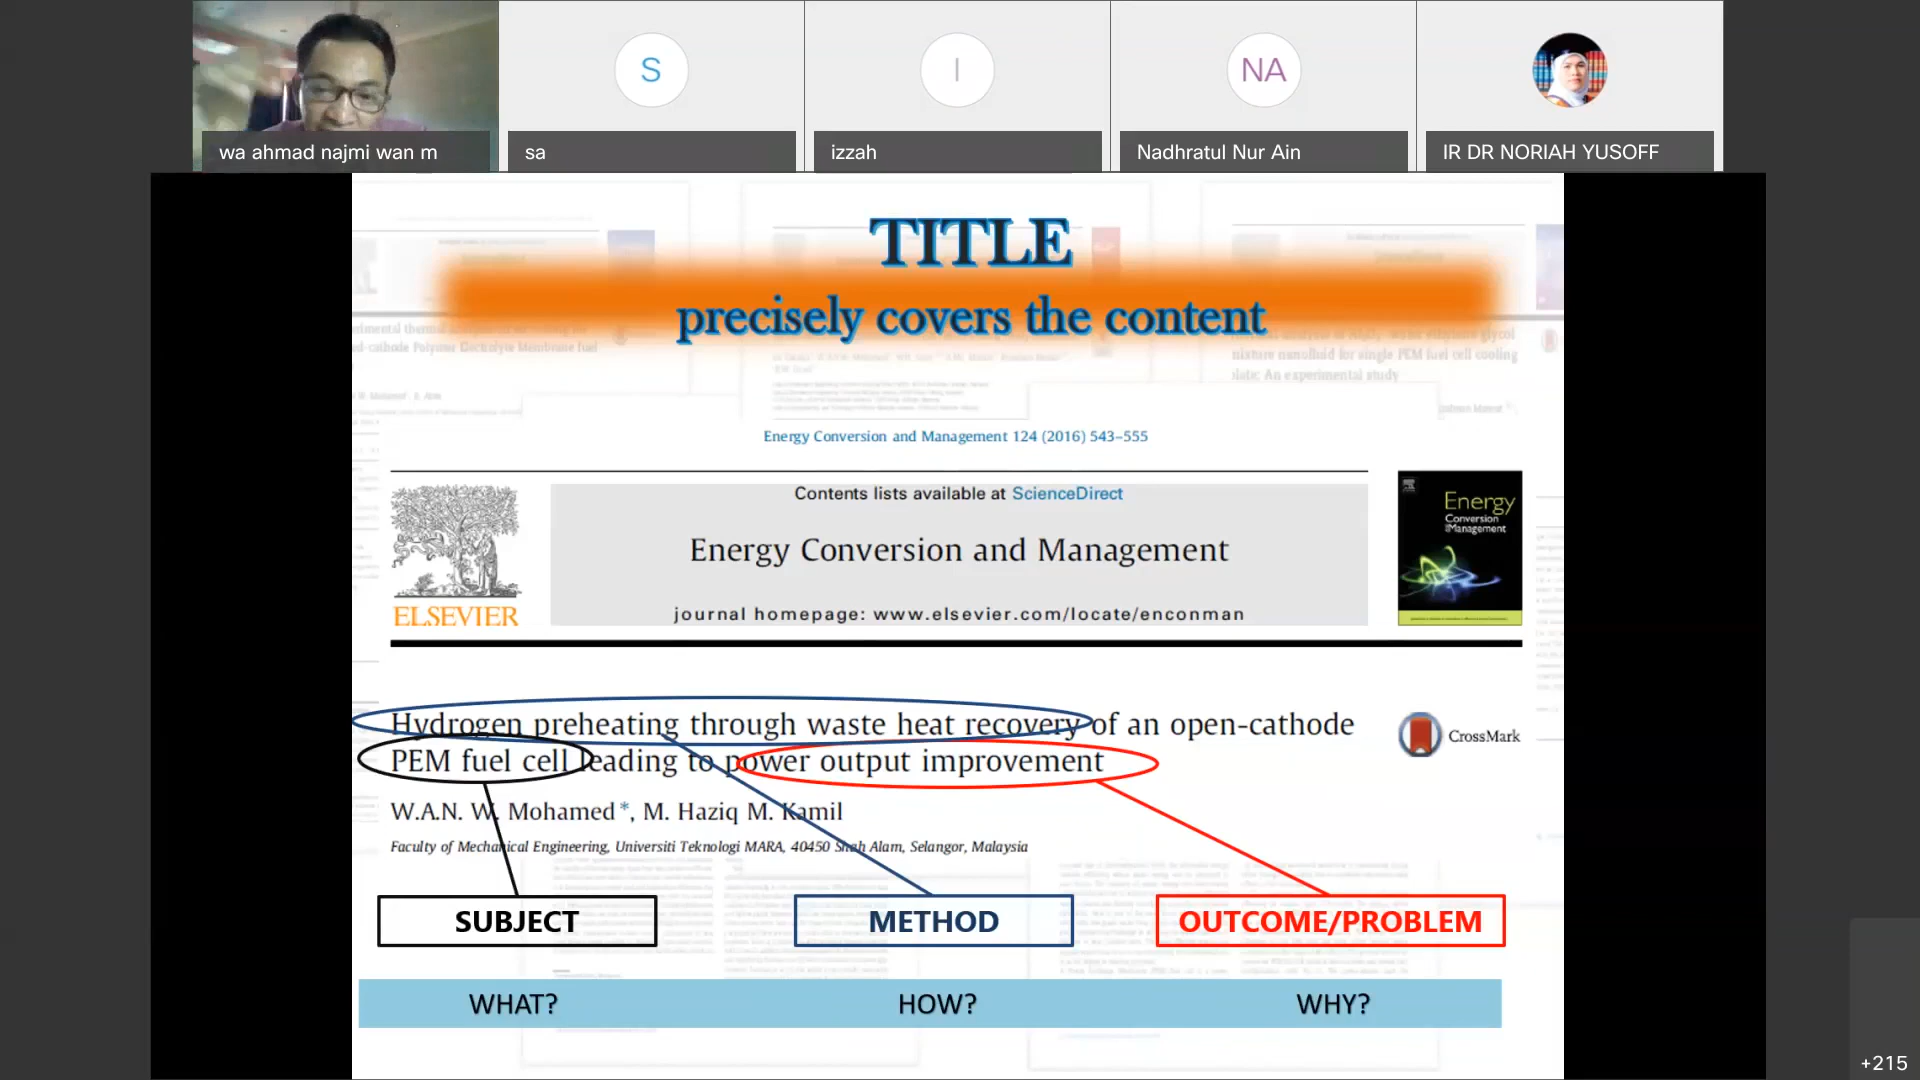 S
I
NA
wa ahmad najmi wan m
sa
izzah
Nadhratul Nur Ain
IR DR NORIAH YUSOFF
TITLE
precisely covers the content
Energy Conversion and Management 124 (2016) 543–555
Contents lists available at ScienceDirect
Energy Conversion and Management
journal homepage: www.elsevier.com/locate/enconman
ELSEVIER
Energy
Conversion
and Management
Hydrogen preheating through waste heat recovery of an open-cathode
PEM fuel cell leading to power output improvement
CrossMark
W.A.N. W. Mohamed *, M. Haziq M. Kamil
Faculty of Mechanical Engineering, Universiti Teknologi MARA, 40450 Shah Alam, Selangor, Malaysia
SUBJECT
METHOD
OUTCOME/PROBLEM
WHAT?
HOW?
WHY?
+215